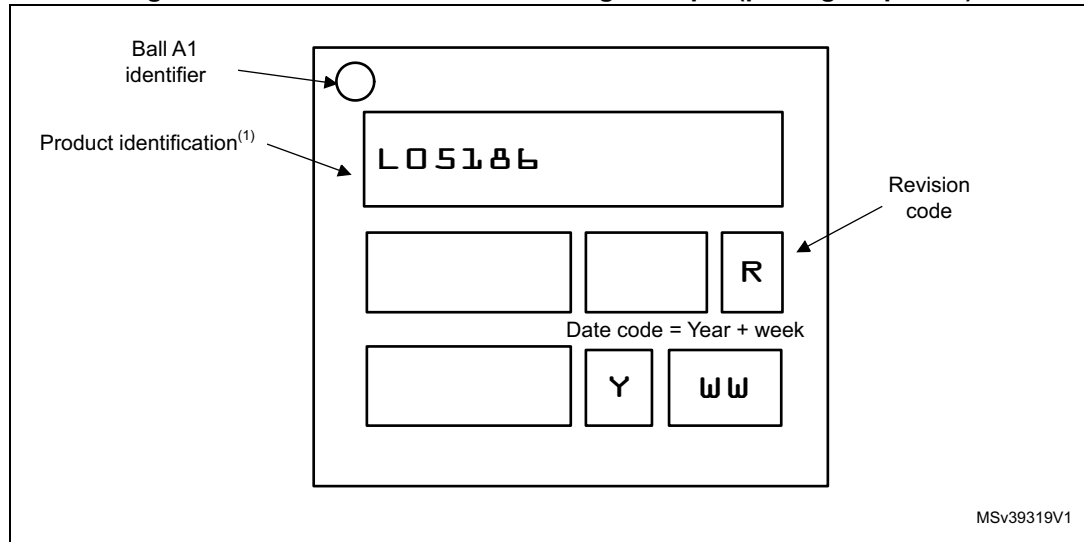 Ball A1
identifier
Product identification(1)
L05186
Revision
code
R
Date code = Year + week
Y WW
MSv39319V1